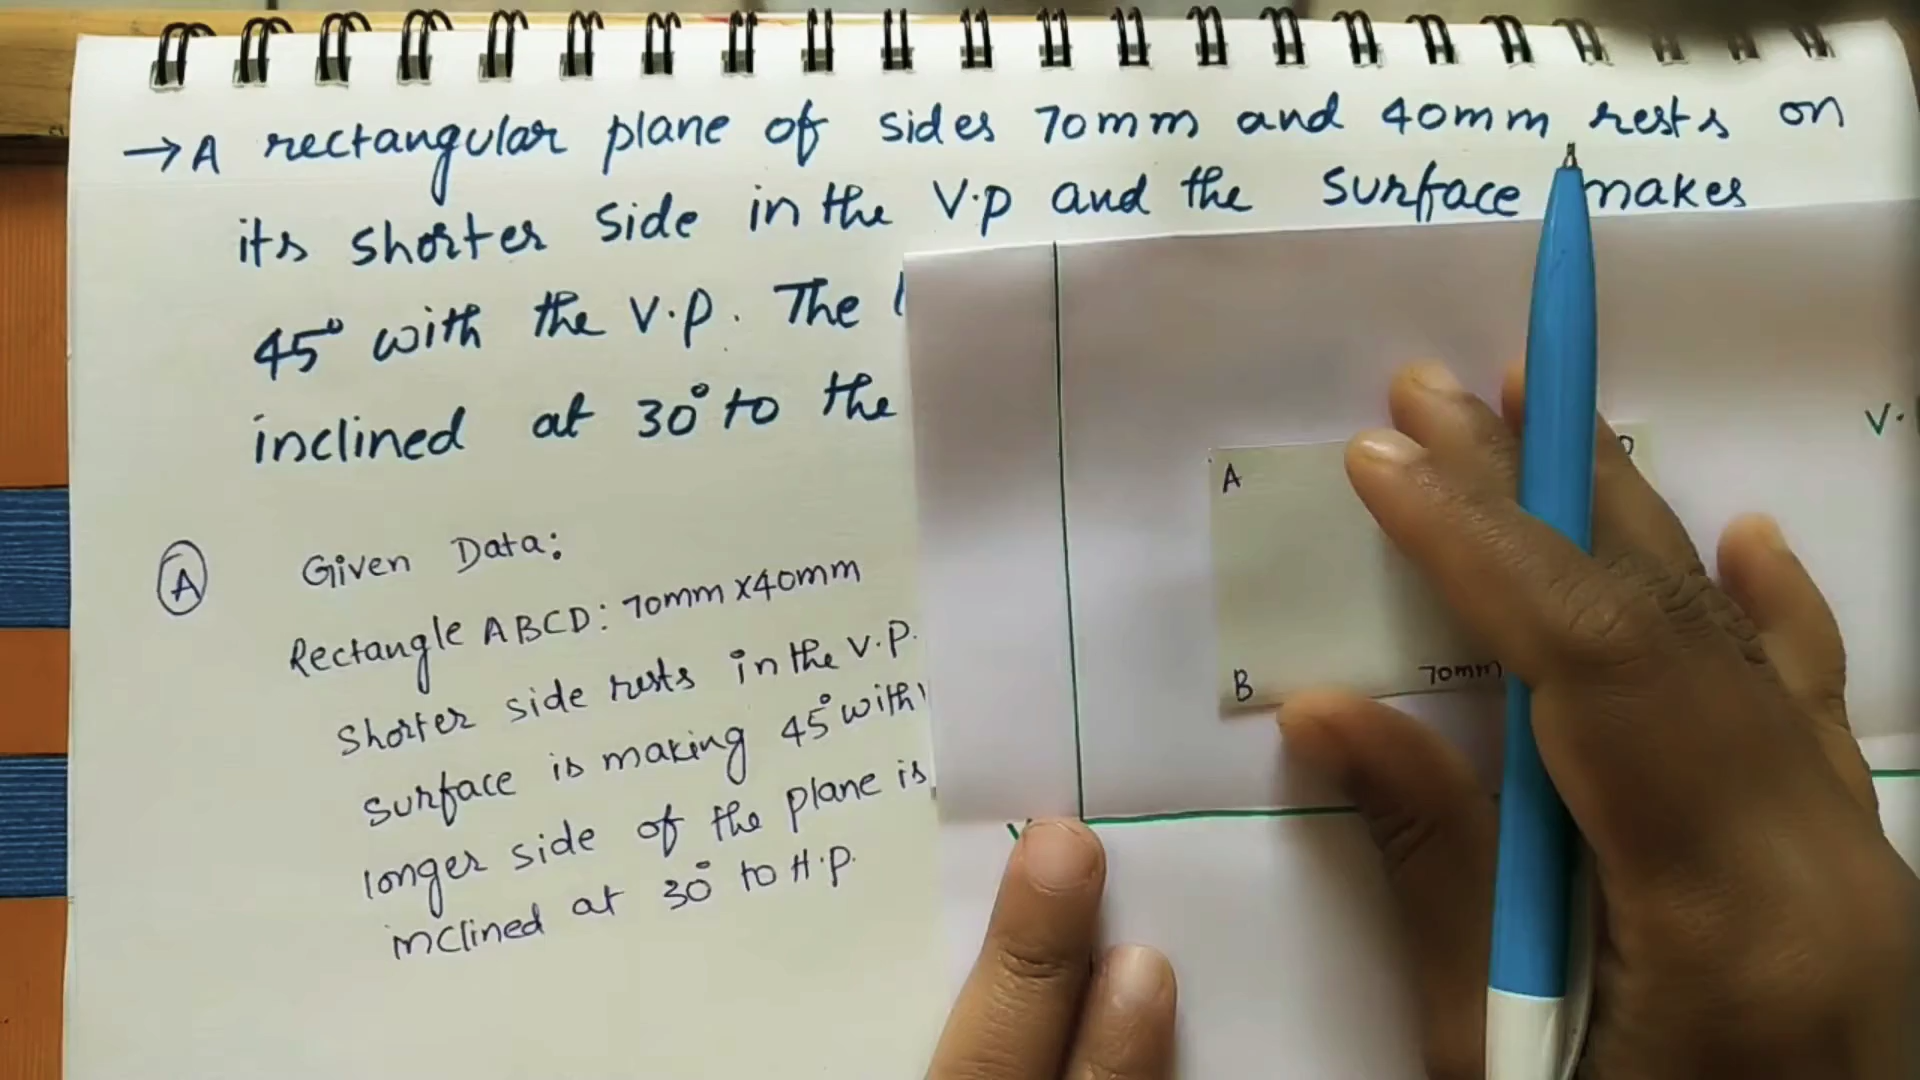 → A rectangular plane of sides 70mm and 40mm rests on
its shorter side in the V.P and the surface makes
45° with the V.P. The
inclined at 30° to the
A Given Data:
Rectangle ABCD: 70mm x 40mm
shorter side rests in the V.P.
surface is making 45° with
longer side of the plane is
inclined at 30° to H.P.
V.
A D
B 70mm
V